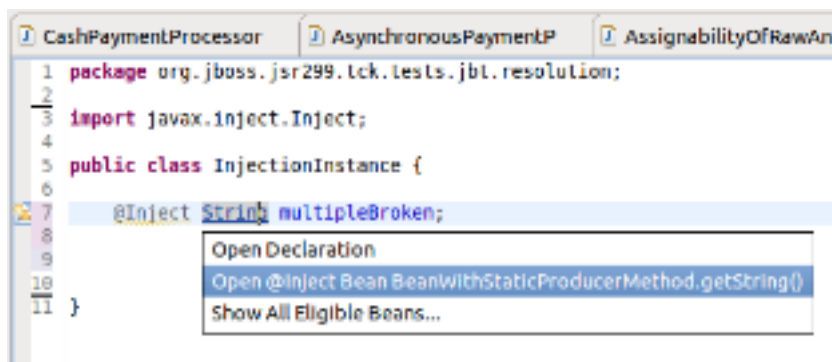 CashPaymentProcessor AsynchronousPaymentP AssignabilityOfRawAn
1 package org.jboss.jsr299.tck.tests.jbt.resolution;
2
3 import javax.inject.Inject;
4
5 public class InjectionInstance {
6
7 @Inject String multipleBroken;
8
Open Declaration
9
Open @Inject Bean BeanWithStaticProducerMethod.getString()
10
Show All Eligible Beans...
11 }